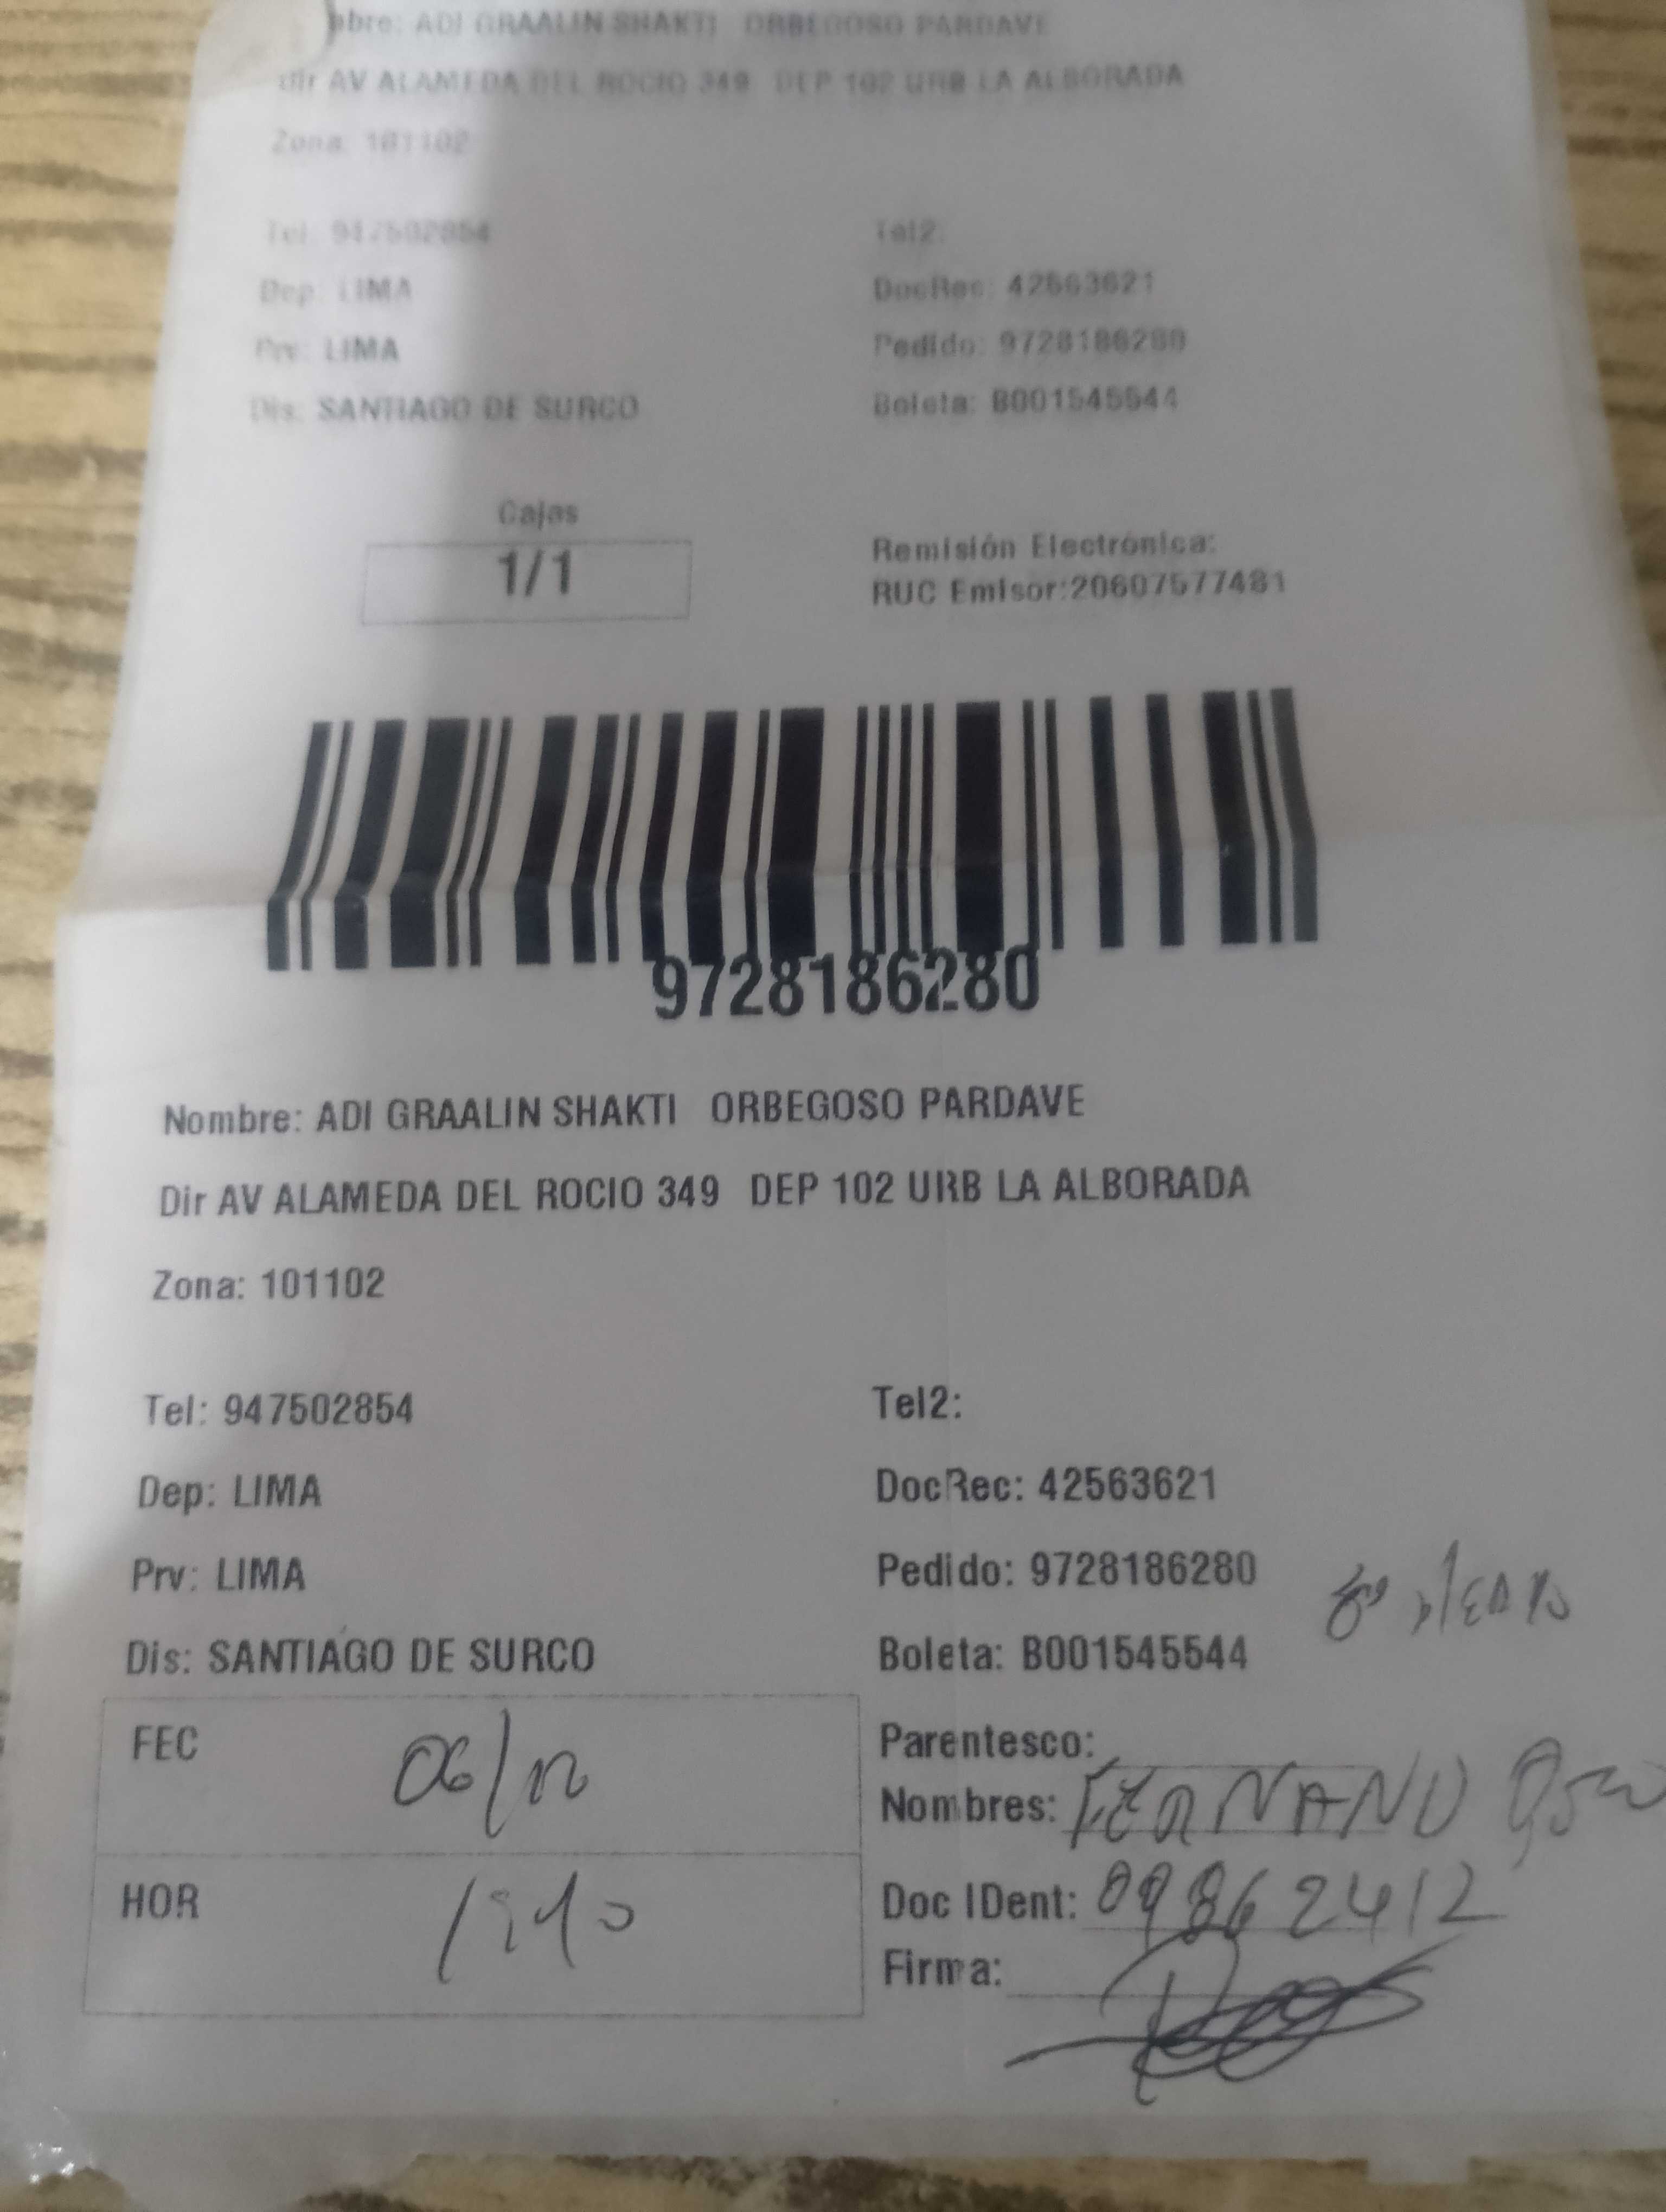 bre: ADI GRAALIN SHAKTI ORBEGOSO PARDAVE
Dir AV ALAMEDA DEL ROCIO 349 DEP 102 URB LA ALBORADA
Zona: 101102
Tel: 947502854 Tel2:
Dep: LIMA DocRec: 42563621
Prv: LIMA Pedido: 9728186280
Dis: SANTIAGO DE SURCO Boleta: B001545544
Cajas
1/1
Remisión Electrónica:
RUC Emisor:20607577481
9728186280
Nombre: ADI GRAALIN SHAKTI ORBEGOSO PARDAVE
Dir AV ALAMEDA DEL ROCIO 349 DEP 102 URB LA ALBORADA
Zona: 101102
Tel: 947502854 Tel2:
Dep: LIMA DocRec: 42563621
Prv: LIMA Pedido: 9728186280
Dis: SANTIAGO DE SURCO Boleta: B001545544
FEC 06/12
HOR
Parentesco:
Nombres: FERNANDO
Doc IDent: 09862412
Firma: